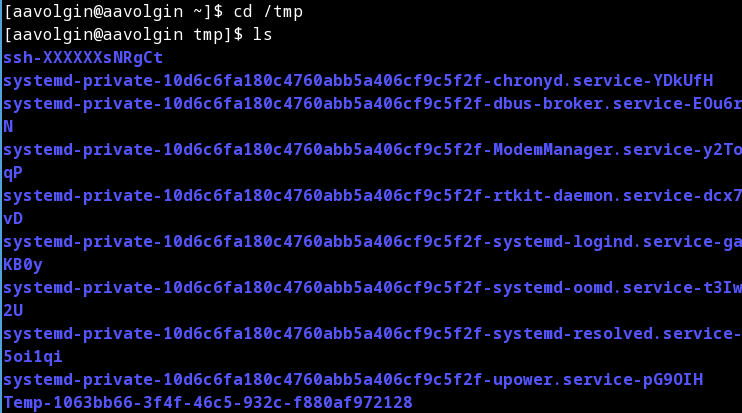 [aavolgin@aavolgin ~]$ cd /tmp
[aavolgin@aavolgin tmp]$ ls
ssh-XXXXXXsNRgCt
systemd-private-10d6c6fa180c4760abb5a406cf9c5f2f-chronyd.service-YDkUfH
systemd-private-10d6c6fa180c4760abb5a406cf9c5f2f-dbus-broker.service-EOu6r
N
systemd-private-10d6c6fa180c4760abb5a406cf9c5f2f-ModemManager.service-y2To
qP
systemd-private-10d6c6fa180c4760abb5a406cf9c5f2f-rtkit-daemon.service-dcx7
vD
systemd-private-10d6c6fa180c4760abb5a406cf9c5f2f-systemd-logind.service-ga
KB0y
systemd-private-10d6c6fa180c4760abb5a406cf9c5f2f-systemd-oomd.service-t3Iw
2U
systemd-private-10d6c6fa180c4760abb5a406cf9c5f2f-systemd-resolved.service-
5oi1qi
systemd-private-10d6c6fa180c4760abb5a406cf9c5f2f-upower.service-pG9OIH
Temp-1063bb66-3f4f-46c5-932c-f880af972128